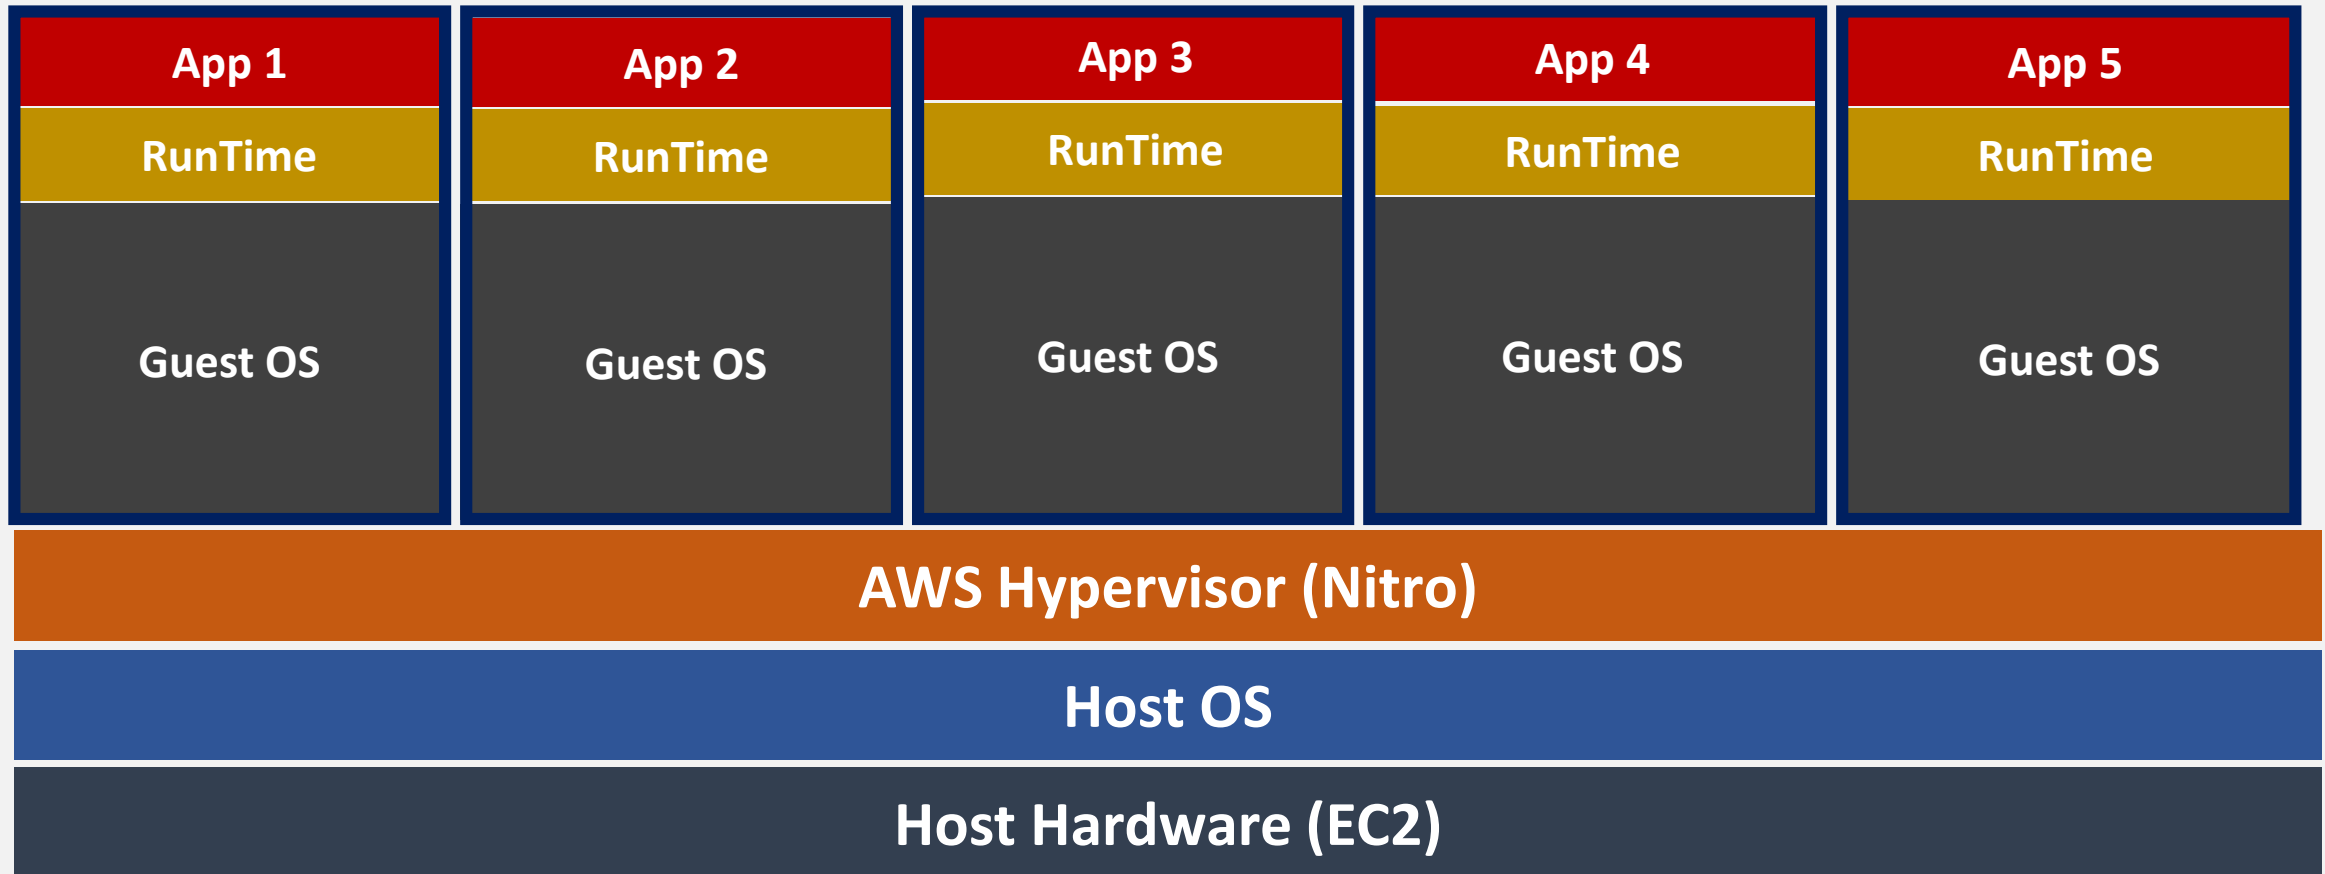 App 1
App 2
App 3
App 4
App 5
RunTime
RunTime
RunTime
RunTime
RunTime
Guest OS
Guest OS
Guest OS
Guest OS
Guest OS
AWS Hypervisor (Nitro)
Host OS
Host Hardware (EC2)